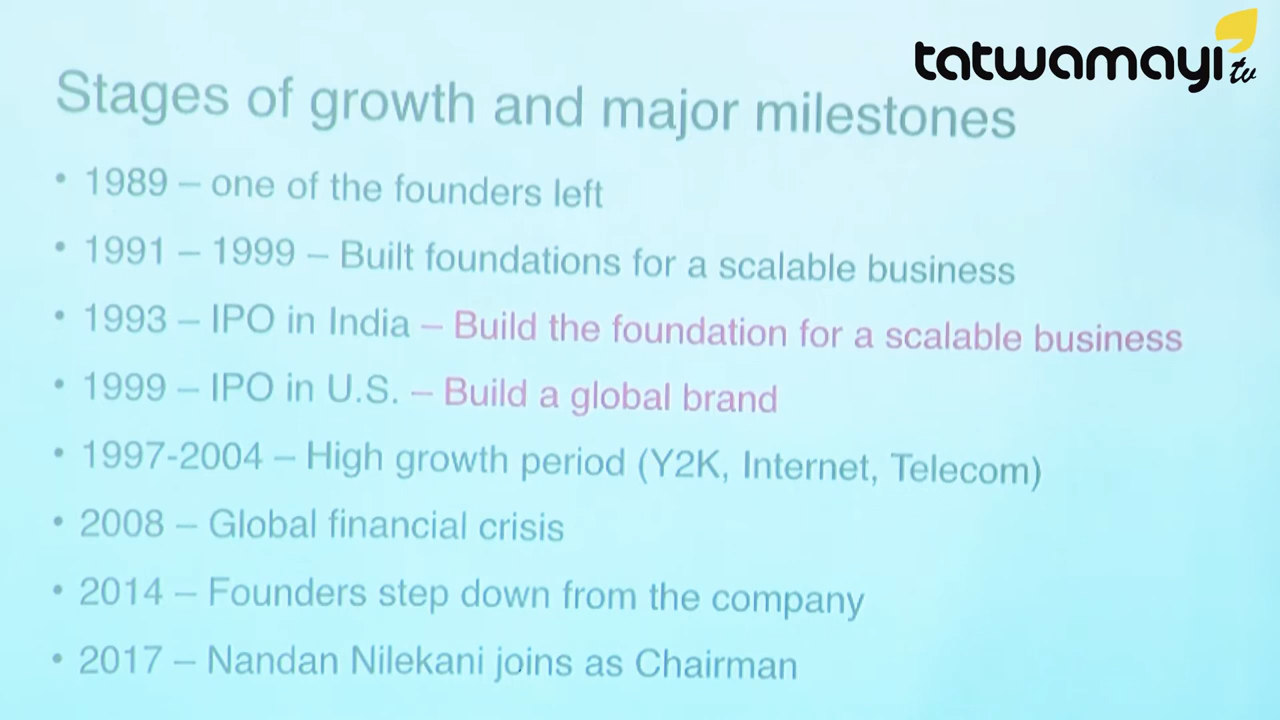 tatwamayi tv
Stages of growth and major milestones
• 1989 – one of the founders left
• 1991 – 1999 – Built foundations for a scalable business
• 1993 – IPO in India – Build the foundation for a scalable business
• 1999 – IPO in U.S. – Build a global brand
• 1997-2004 – High growth period (Y2K, Internet, Telecom)
• 2008 – Global financial crisis
• 2014 – Founders step down from the company
• 2017 – Nandan Nilekani joins as Chairman